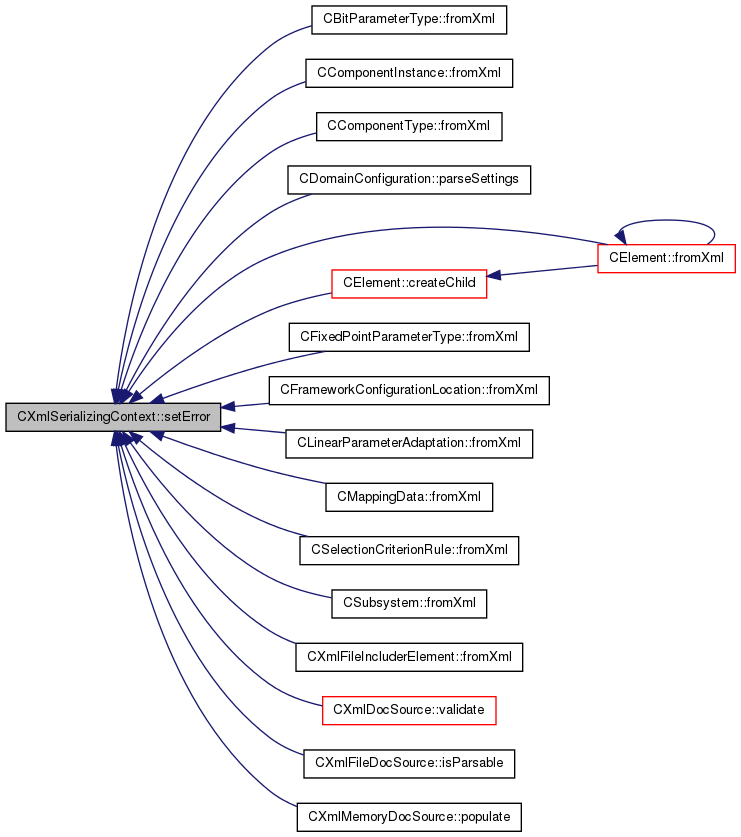 CBitParameterType::fromXml
CComponentInstance::fromXml
CComponentType::fromXml
CDomainConfiguration::parseSettings
CElement::fromXml
CElement::createChild
CFixedPointParameterType::fromXml
CFrameworkConfigurationLocation::fromXml
CXmlSerializingContext::setError
CLinearParameterAdaptation::fromXml
CMappingData::fromXml
CSelectionCriterionRule::fromXml
CSubsystem::fromXml
CXmlFileIncluderElement::fromXml
CXmlDocSource::validate
CXmlFileDocSource::isParsable
CXmlMemoryDocSource::populate